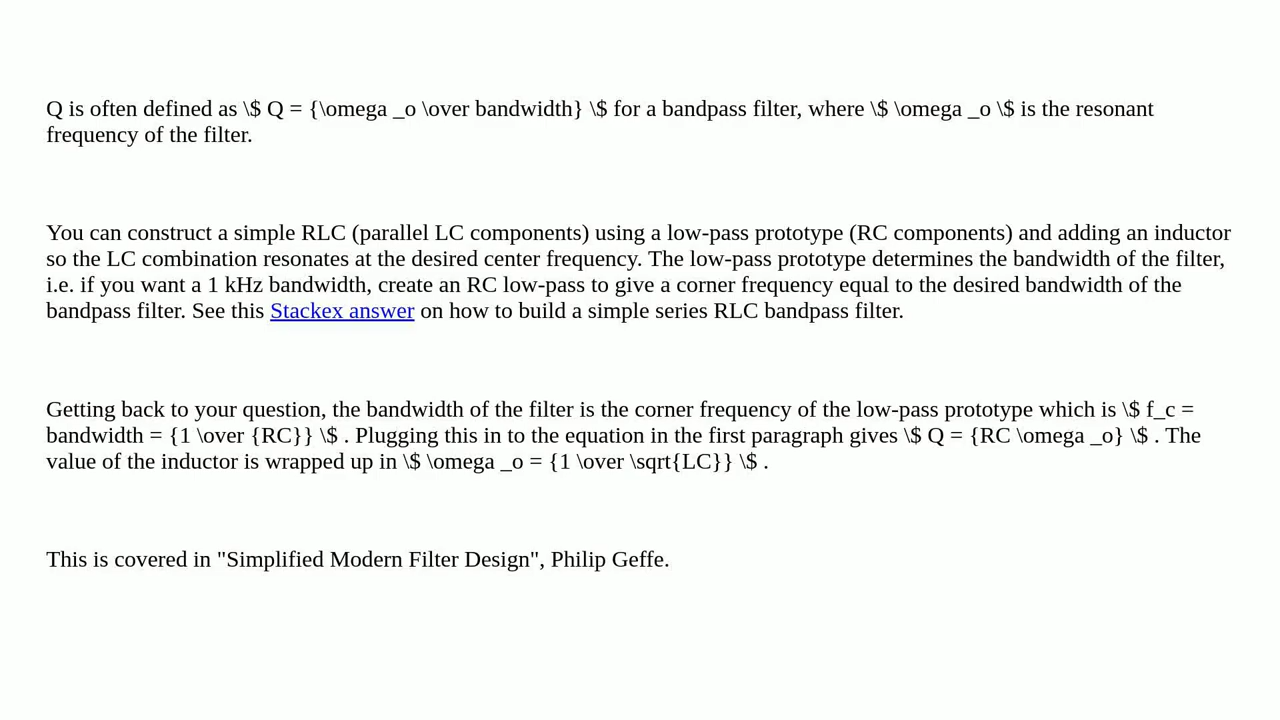 Q is often defined as \$ Q = {\omega _o \over bandwidth} \$ for a bandpass filter, where \$ \omega _o \$ is the resonant
frequency of the filter.
You can construct a simple RLC (parallel LC components) using a low-pass prototype (RC components) and adding an inductor
so the LC combination resonates at the desired center frequency. The low-pass prototype determines the bandwidth of the filter,
i.e. if you want a 1 kHz bandwidth, create an RC low-pass to give a corner frequency equal to the desired bandwidth of the
bandpass filter. See this Stackex answer on how to build a simple series RLC bandpass filter.
Getting back to your question, the bandwidth of the filter is the corner frequency of the low-pass prototype which is \$ f_c =
bandwidth = {1 \over {RC}} \$ . Plugging this in to the equation in the first paragraph gives \$ Q = {RC \omega _o} \$ . The
value of the inductor is wrapped up in \$ \omega _o = {1 \over \sqrt{LC}} \$ .
This is covered in "Simplified Modern Filter Design", Philip Geffe.